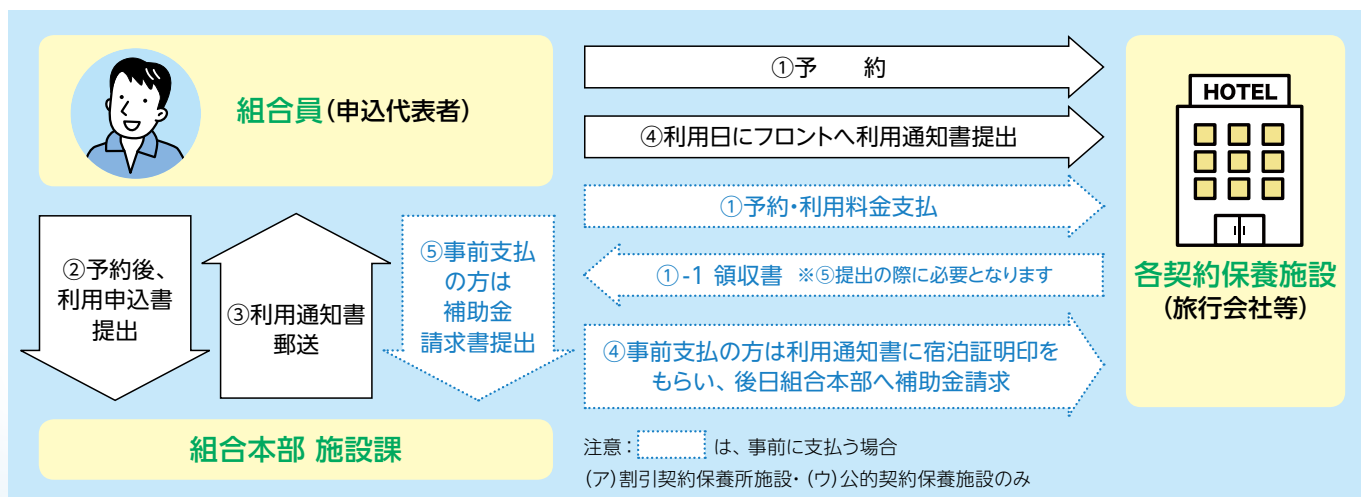 組合員(申込代表者)
①予　約
HOTEL
④利用日にフロントへ利用通知書提出
①予約・利用料金支払
①-1 領収書 ※⑤提出の際に必要となります
④事前支払の方は利用通知書に宿泊証明印を
もらい、後日組合本部へ補助金請求
各契約保養施設
(旅行会社等)
②予約後、
利用申込書
提出
③利用通知書
郵送
⑤事前支払
の方は
補助金
請求書提出
組合本部 施設課
注意： は、事前に支払う場合
(ア)割引契約保養所施設・(ウ)公的契約保養施設のみ